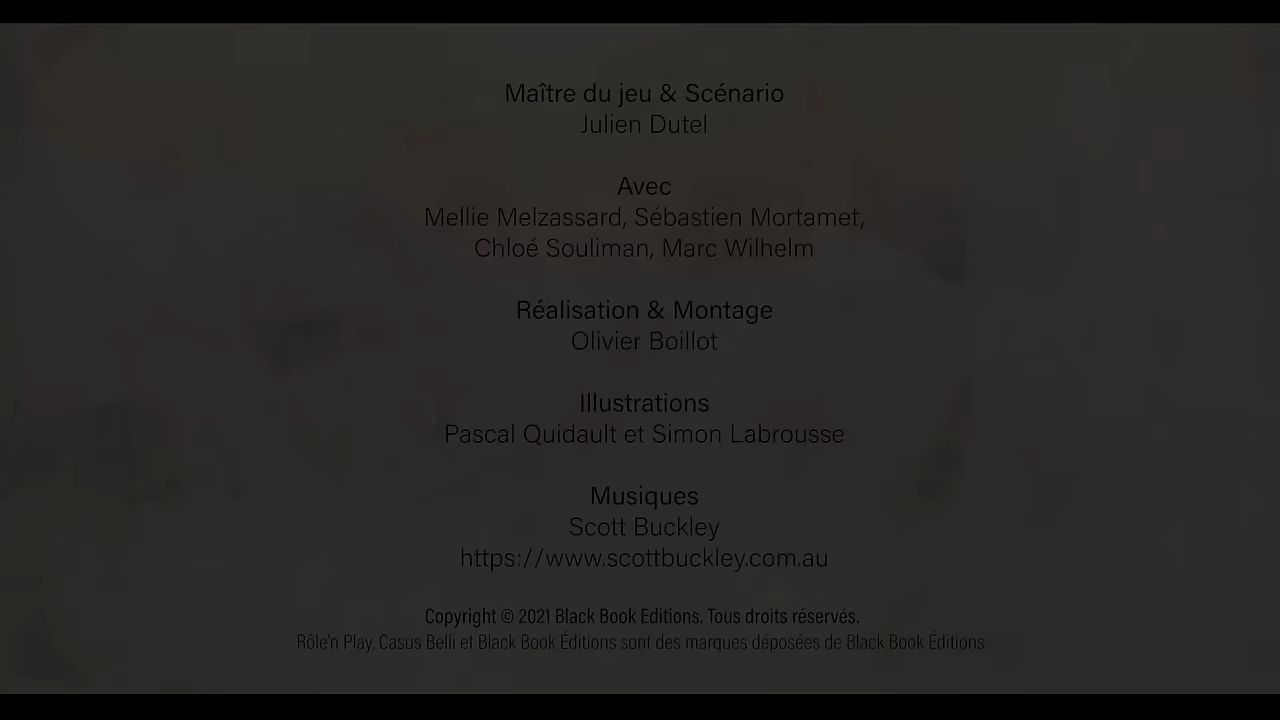 Maître du jeu & Scénario
Julien Dutel
Avec
Mellie Melzassard, Sébastien Mortamet,
Chloé Souliman, Marc Wilhelm
Réalisation & Montage
Olivier Boillot
Illustrations
Pascal Quidault et Simon Labrousse
Musiques
Scott Buckley
https://www.scottbuckley.com.au
Copyright © 2021 Black Book Editions. Tous droits réservés.
Rôle'n Play, Casus Belli et Black Book Éditions sont des marques déposées de Black Book Éditions.